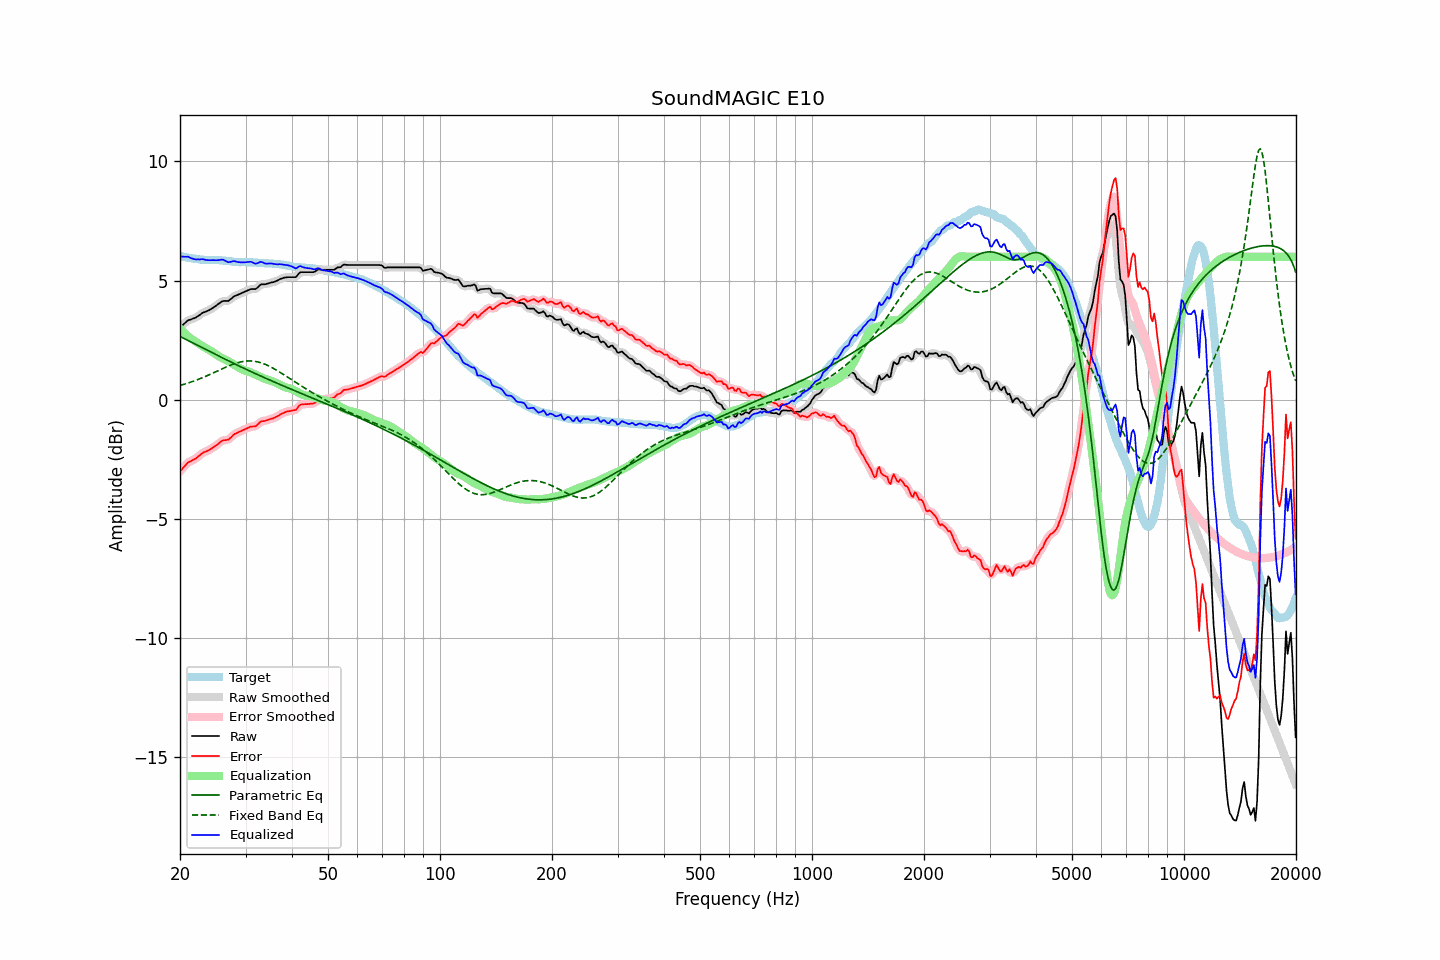 SoundMAGIC E10
Amplitude (dBr)
10
5
0
−5
−10
−15
Target
Raw Smoothed
Error Smoothed
Raw
Error
Equalization
Parametric Eq
Fixed Band Eq
Equalized
20 50 100 200 500 1000 2000 5000 10000 20000
Frequency (Hz)